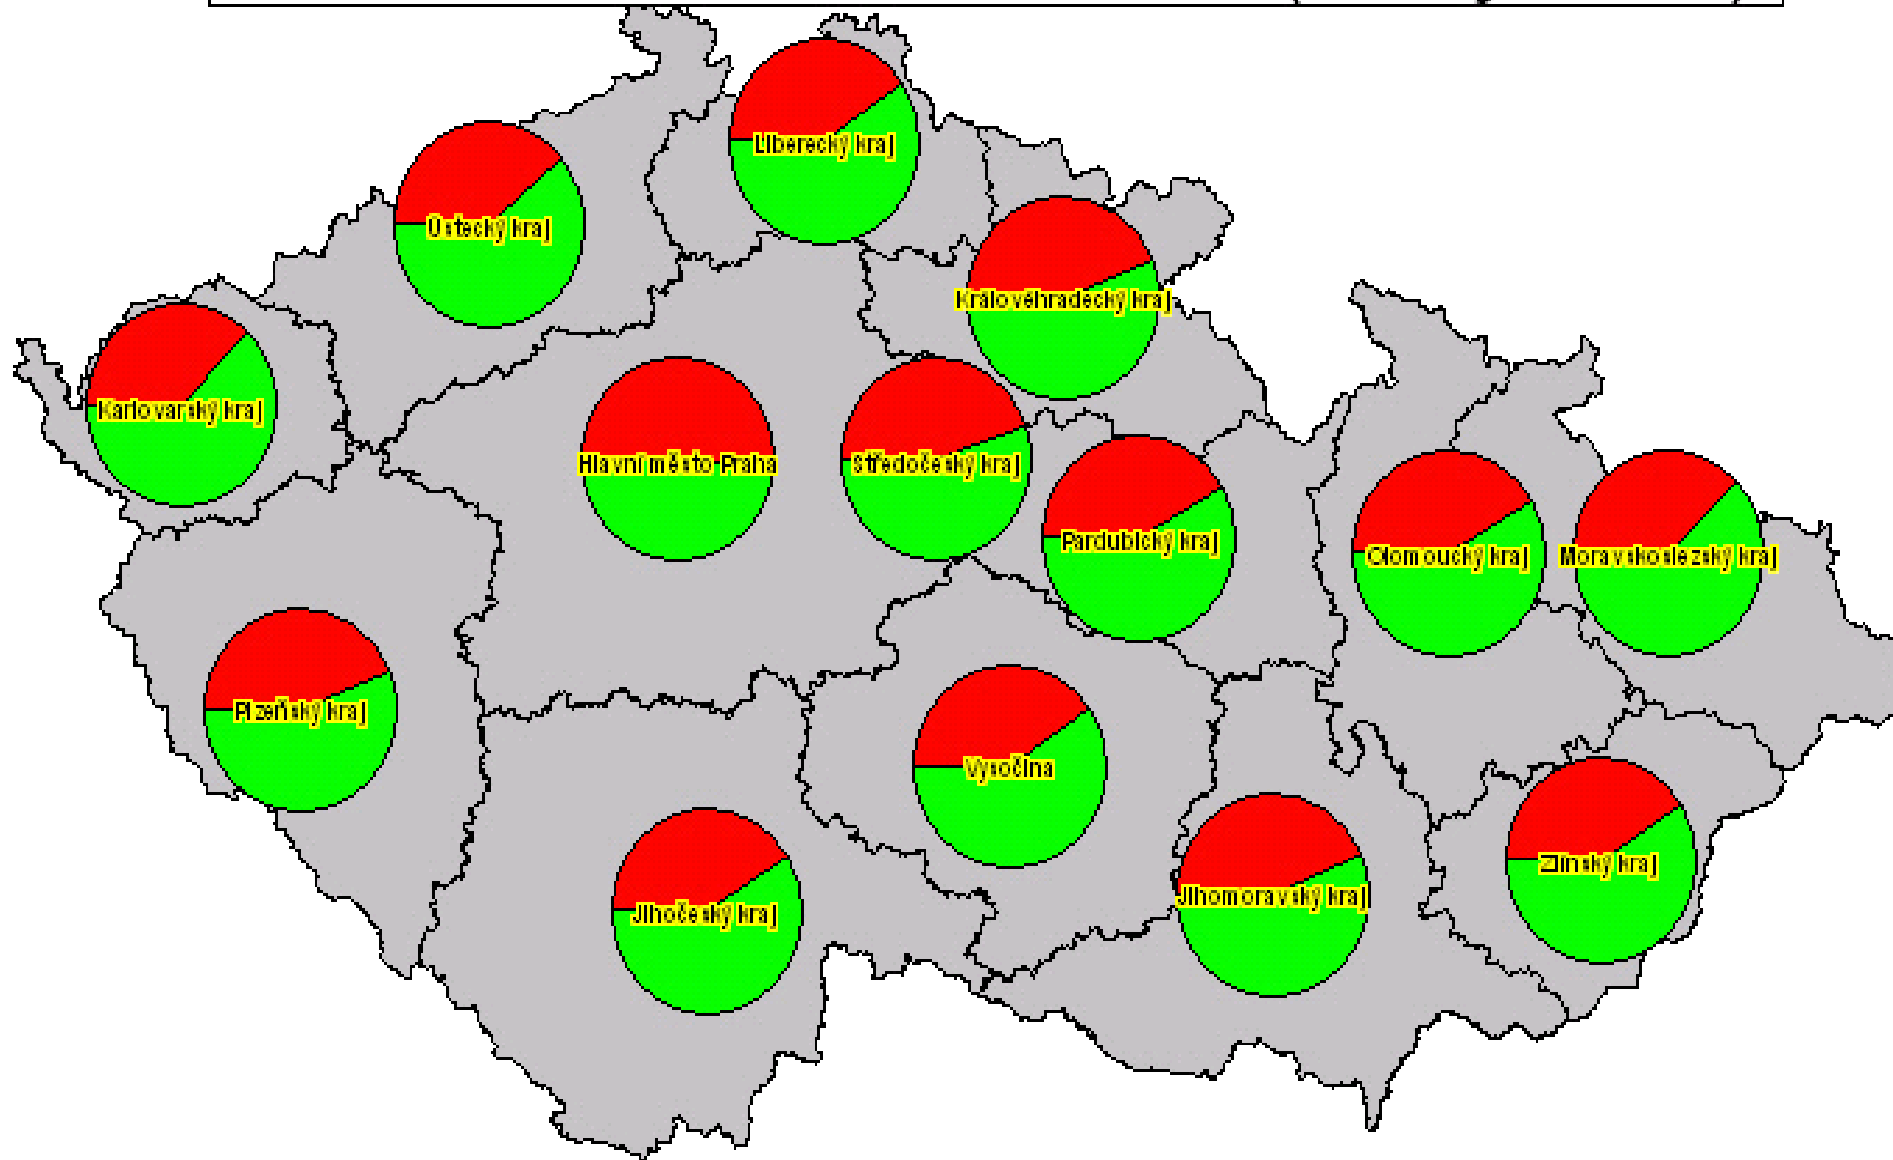 Liberecký kraj
Ústecký kraj
Královéhradecký kraj
Karlovarský kraj
Hlavní město Praha
Středočeský kraj
Pardubický kraj
Olomoucký kraj
Moravskoslezský kraj
Plzeňský kraj
Vysočina
Zlínský kraj
Jihomoravský kraj
Jihočeský kraj